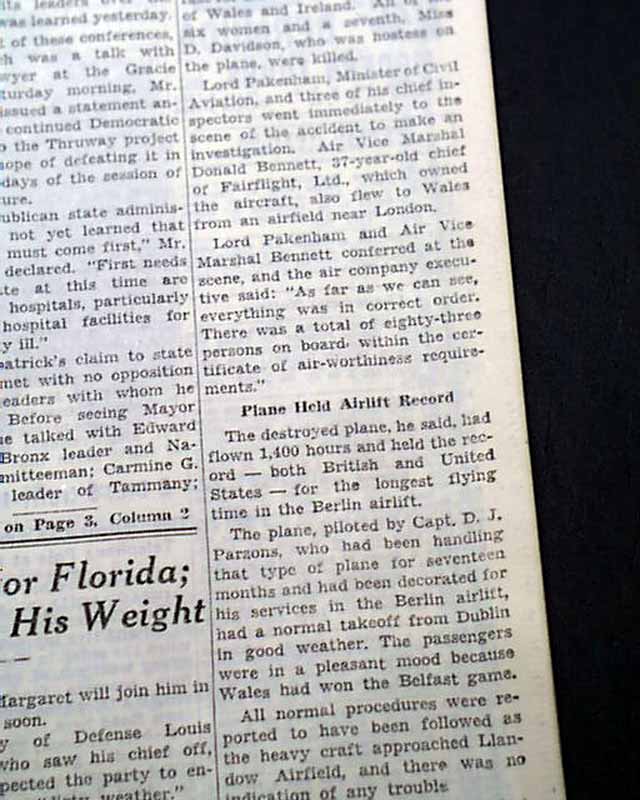 its leaders over
was learned yesterday.
t of these conferences,
ch was a talk with
wyer at the Gracie
turday morning, Mr.
issued a statement an-
continued Democratic
o the Thruway project
hope of defeating it in
days of the session of
ure.
ublican state adminis-
not yet learned that
must come first," Mr.
declared. "First needs
te at this time are
hospitals, particularly
hospital facilities for
y ill."
patrick's claim to state
met with no opposition
eaders with whom he
Before seeing Mayor
he talked with Edward
Bronx leader and Na-
mitteeman; Carmine G.
leader of Tammany;
on Page 3, Column 2
or Florida;
His Weight
Margaret will join him in
soon.
y of Defense Louis
who saw his chief off,
pected the party to en-
weather."
of Wales and Ireland. All of the
six women and a seventh, Miss
D. Davidson, who was hostess on
the plane, were killed.
Lord Pakenham, Minister of Civil
Aviation, and three of his chief in-
spectors went immediately to the
scene of the accident to make an
investigation. Air Vice Marshal
Donald Bennett, 37-year-old chief
of Fairflight, Ltd., which owned
the aircraft, also flew to Wales
from an airfield near London.
Lord Pakenham and Air Vice
Marshal Bennett conferred at the
scene, and the air company execu-
tive said: "As far as we can see,
everything was in correct order.
There was a total of eighty-three
persons on board, within the cer-
tificate of air-worthiness require-
ments."
Plane Held Airlift Record
The destroyed plane, he said, had
flown 1,400 hours and held the rec-
ord — both British and United
States — for the longest flying
time in the Berlin airlift.
The plane, piloted by Capt. D. J.
Parsons, who had been handling
that type of plane for seventeen
months and had been decorated for
his services in the Berlin airlift,
had a normal takeoff from Dublin
in good weather. The passengers
were in a pleasant mood because
Wales had won the Belfast game.
All normal procedures were re-
ported to have been followed as
the heavy craft approached Llan-
dow Airfield, and there was no
indication of any trouble